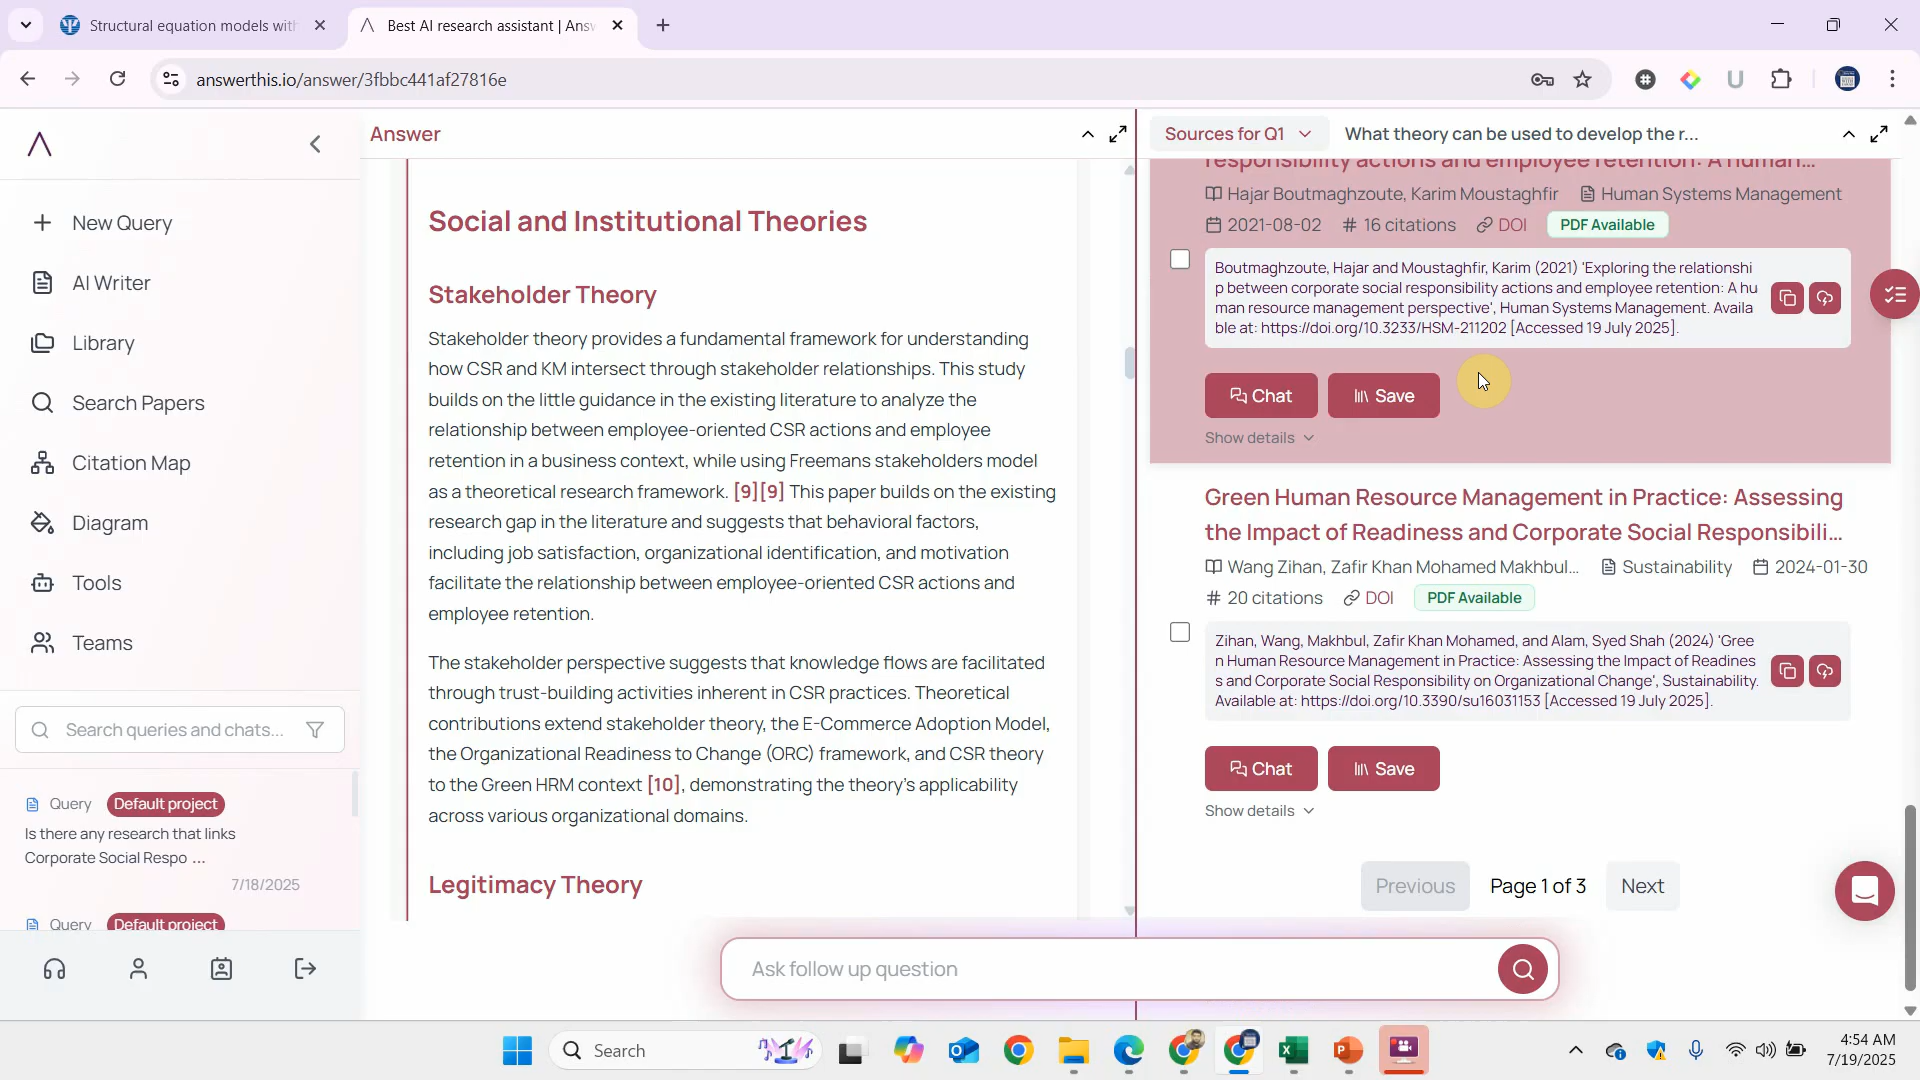 Structural equation models with
Best AI research assistant | Answ
answerthis.io/answer/3fbbc441af27816e
New Query
AI Writer
Library
Search Papers
Citation Map
Diagram
Tools
Teams
Search queries and chats...
Query Default project
Is there any research that links
Corporate Social Respo ...
7/18/2025
Query Default project
Answer
Social and Institutional Theories
Stakeholder Theory
Stakeholder theory provides a fundamental framework for understanding
how CSR and KM intersect through stakeholder relationships. This study
builds on the little guidance in the existing literature to analyze the
relationship between employee-oriented CSR actions and employee
retention in a business context, while using Freemans stakeholders model
as a theoretical research framework. [9][9] This paper builds on the existing
research gap in the literature and suggests that behavioral factors,
including job satisfaction, organizational identification, and motivation
facilitate the relationship between employee-oriented CSR actions and
employee retention.
The stakeholder perspective suggests that knowledge flows are facilitated
through trust-building activities inherent in CSR practices. Theoretical
contributions extend stakeholder theory, the E-Commerce Adoption Model,
the Organizational Readiness to Change (ORC) framework, and CSR theory
to the Green HRM context [10], demonstrating the theory's applicability
across various organizational domains.
Legitimacy Theory
Sources for Q1 What theory can be used to develop the r...
responsibility actions and employee retention: A human...
Hajar Boutmaghzoute, Karim Moustaghfir Human Systems Management
2021-08-02 # 16 citations DOI PDF Available
Boutmaghzoute, Hajar and Moustaghfir, Karim (2021) 'Exploring the relationshi
p between corporate social responsibility actions and employee retention: A hu
man resource management perspective', Human Systems Management. Availa
ble at: https://doi.org/10.3233/HSM-211202 [Accessed 19 July 2025].
Chat Save
Show details
Green Human Resource Management in Practice: Assessing
the Impact of Readiness and Corporate Social Responsibili...
Wang Zihan, Zafir Khan Mohamed Makhbul... Sustainability 2024-01-30
# 20 citations DOI PDF Available
Zihan, Wang, Makhbul, Zafir Khan Mohamed, and Alam, Syed Shah (2024) 'Gree
n Human Resource Management in Practice: Assessing the Impact of Readines
s and Corporate Social Responsibility on Organizational Change', Sustainability.
Available at: https://doi.org/10.3390/su16031153 [Accessed 19 July 2025].
Chat Save
Show details
Previous Page 1 of 3 Next
Ask follow up question
Search
4:54 AM
7/19/2025